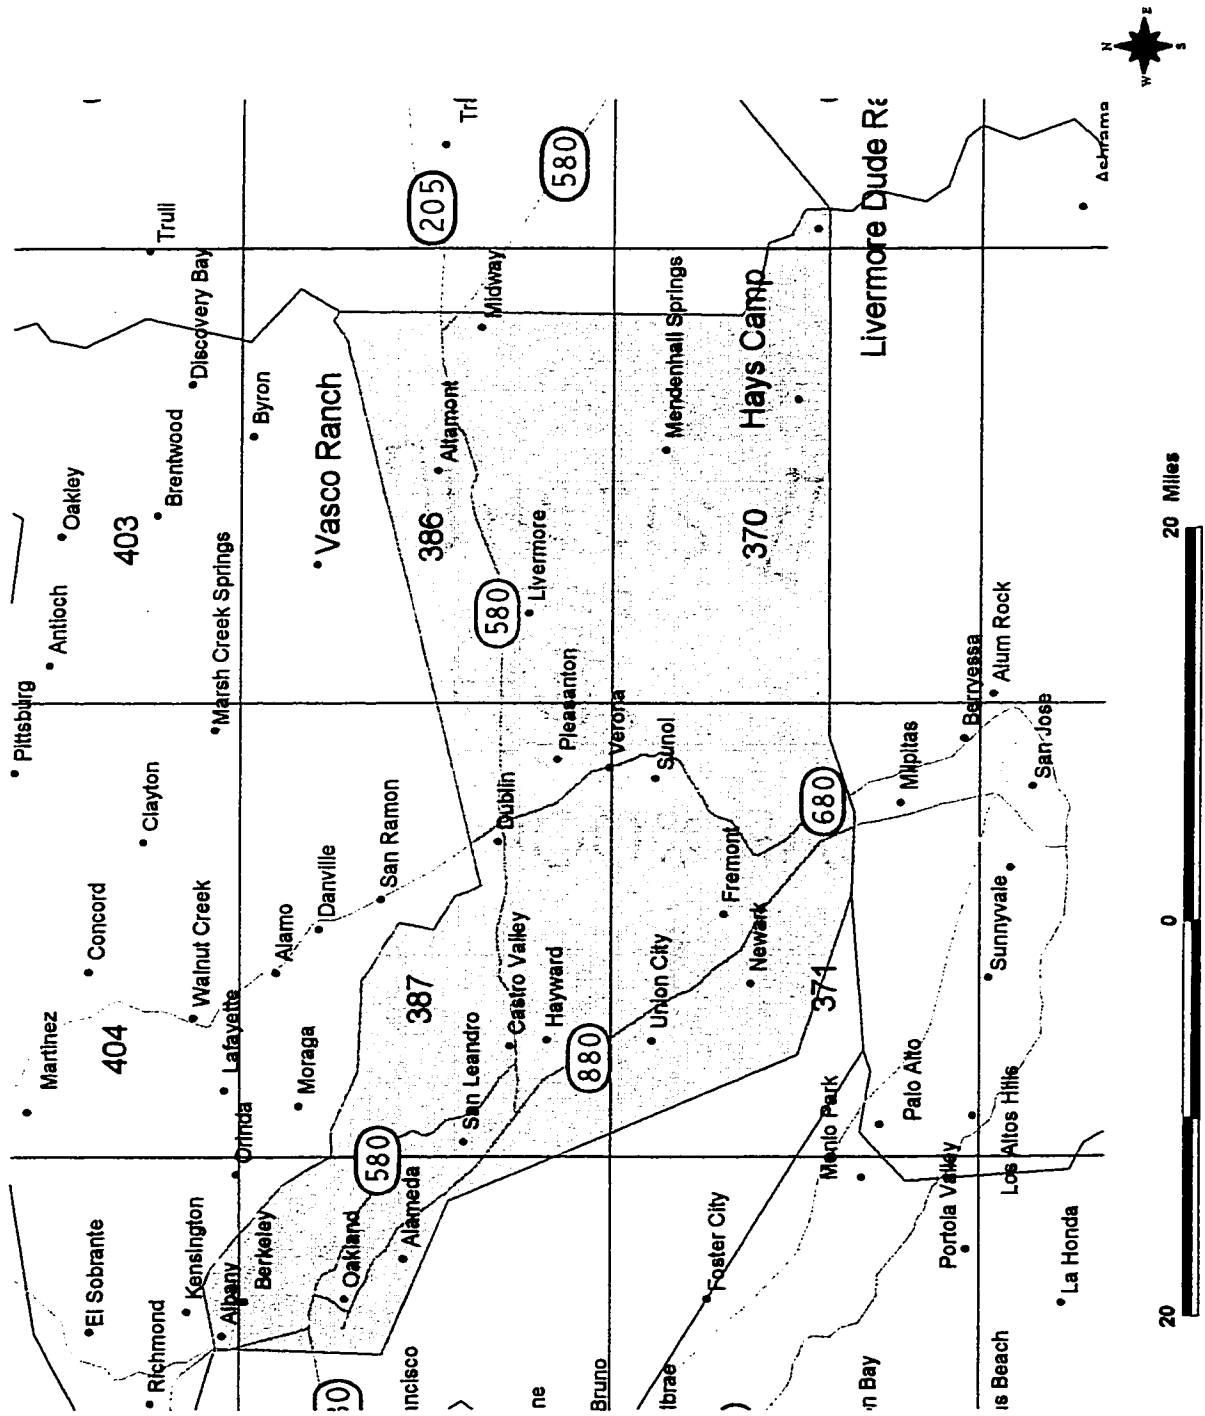 N
E
S
W
Pittsburg
Antioch
Oakley
403
Trull
Discovery Bay
Brentwood
Byron
Marsh Creek Springs
Clayton
Concord
Martinez
404
Walnut Creek
Lafayette
Alamo
Danville
San Ramon
Moraga
Orinda
El Sobrante
Richmond
Kensington
Albany
Berkeley
Vasco Ranch
205
580
Midway
Altamont
386
580
Livermore
Pleasanton
Dublin
387
Castro Valley
San Leandro
Hayward
580
Alameda
Oakland
880
Verona
Sunol
Mendenhall Springs
Hays Camp
370
Livermore Dude
680
Fremont
Newark
Union City
371
Milpitas
Berryessa
Alum Rock
San Jose
Sunnyvale
Palo Alto
Menlo Park
Los Altos Hills
Portola Valley
Foster City
La Honda
ncisco
ne
Bruno
lbrae
on Bay
us Beach
20
0
20 Miles